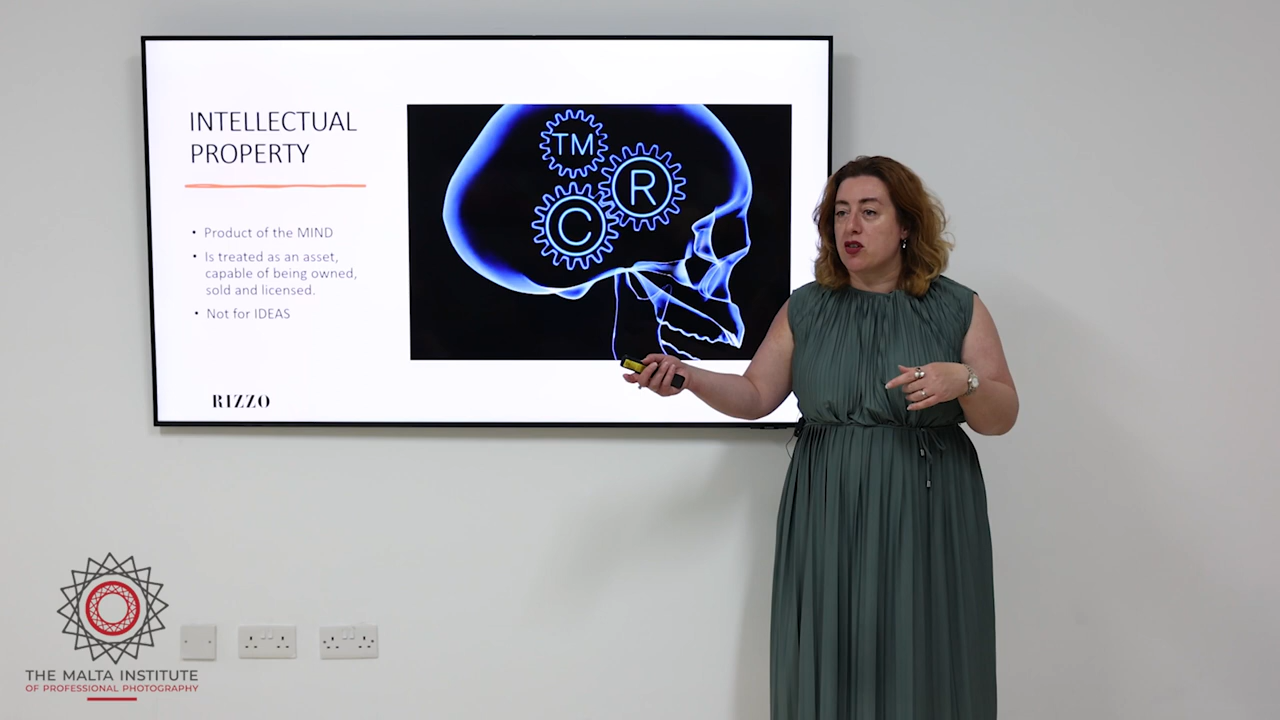 INTELLECTUAL
PROPERTY
• Product of the MIND
• Is treated as an asset,
capable of being owned,
sold and licensed.
• Not for IDEAS
RIZZO
TM
R
C
THE MALTA INSTITUTE
OF PROFESSIONAL PHOTOGRAPHY